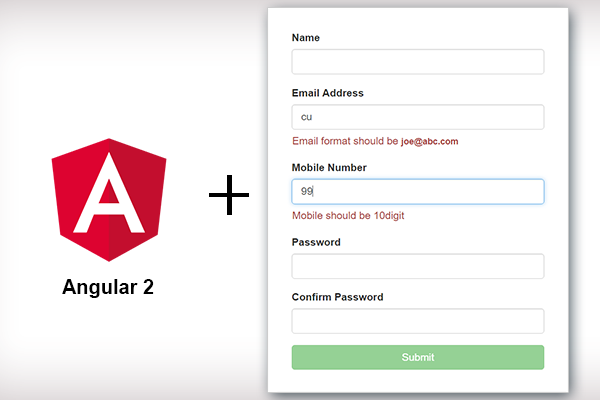 A
Angular 2
Name
Email Address
cu
Email format should be joe@abc.com
Mobile Number
99
Mobile should be 10digit
Password
Confirm Password
Submit